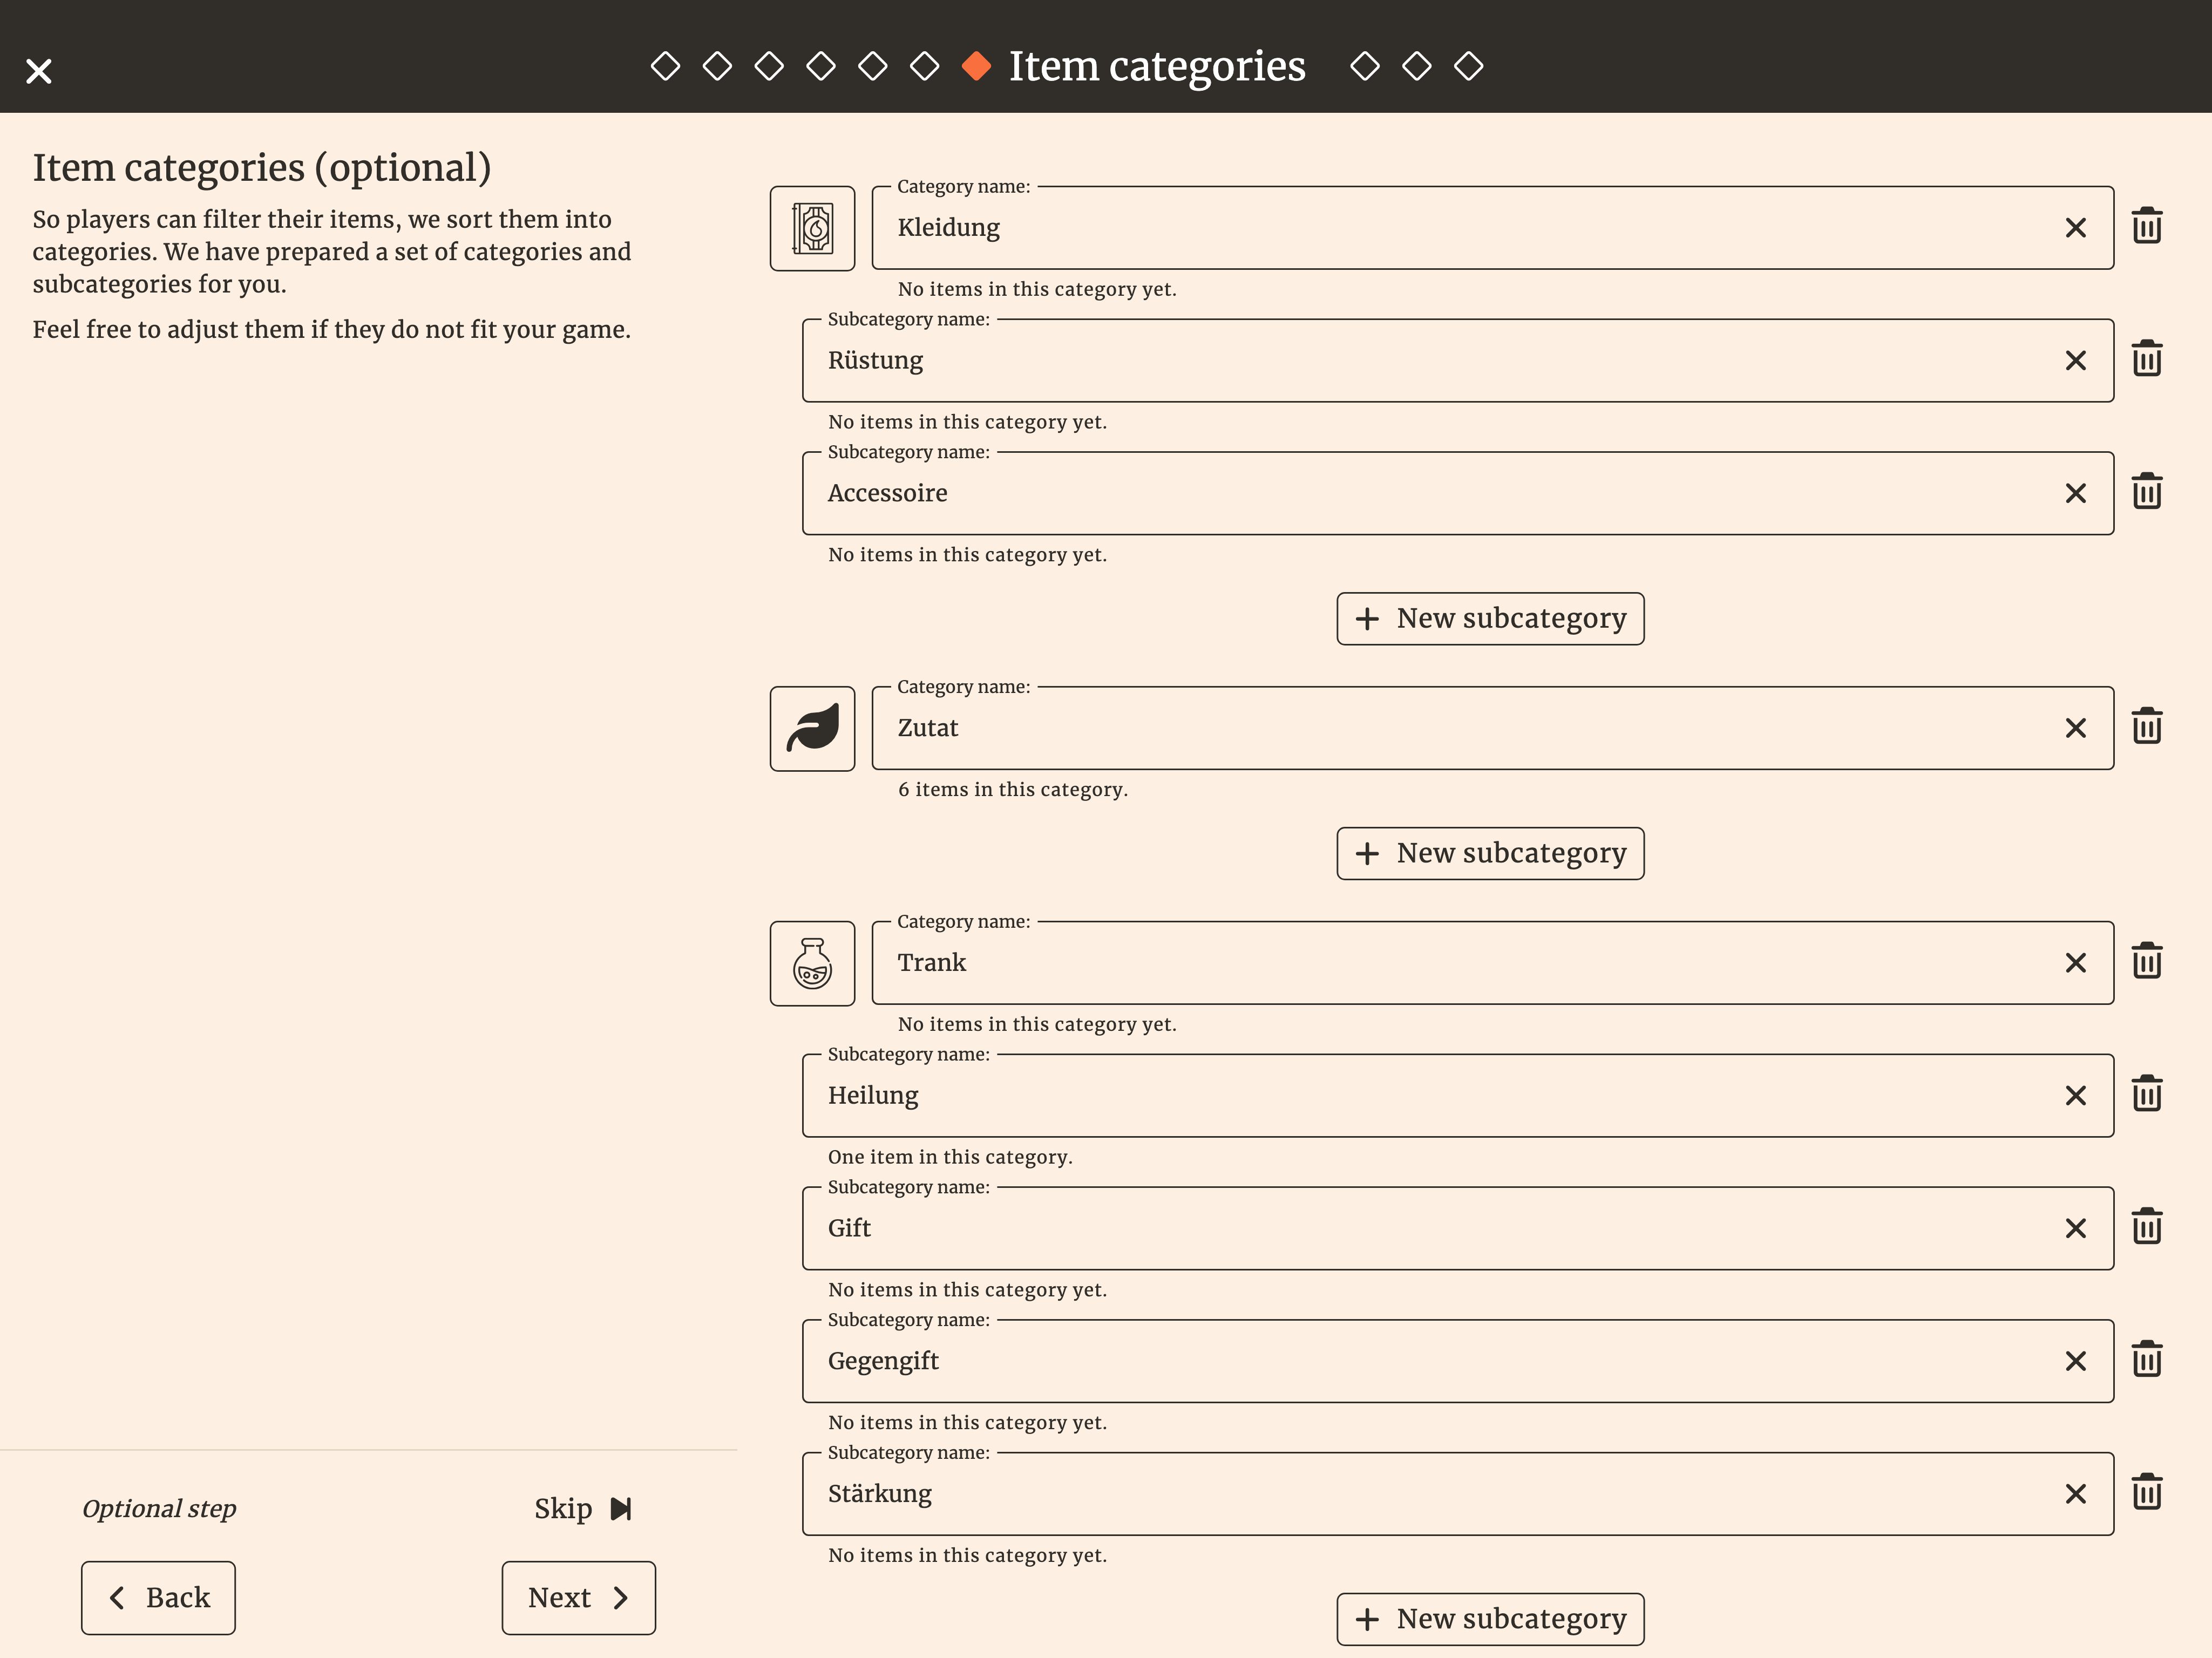 Item categories
Item categories (optional)
So players can filter their items, we sort them into
categories. We have prepared a set of categories and
subcategories for you.
Feel free to adjust them if they do not fit your game.
Optional step
Skip
Back
Next
Category name:
Kleidung
No items in this category yet.
Subcategory name:
Rüstung
No items in this category yet.
Subcategory name:
Accessoire
No items in this category yet.
New subcategory
Category name:
Zutat
6 items in this category.
New subcategory
Category name:
Trank
No items in this category yet.
Subcategory name:
Heilung
One item in this category.
Subcategory name:
Gift
No items in this category yet.
Subcategory name:
Gegengift
No items in this category yet.
Subcategory name:
Stärkung
No items in this category yet.
New subcategory